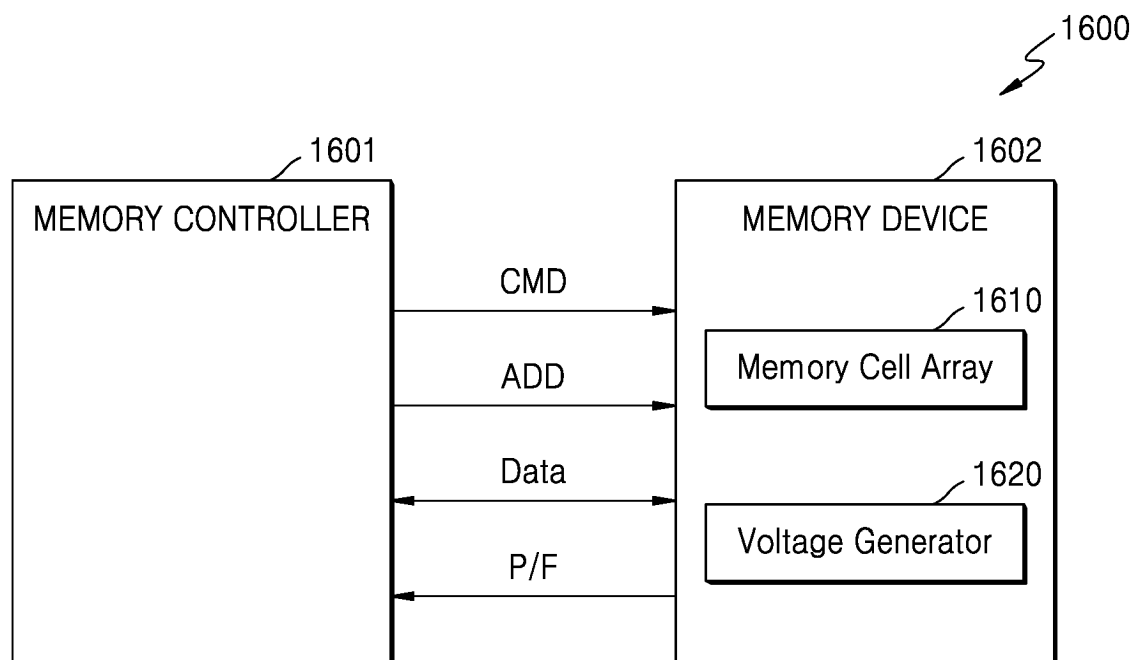 1600
1601
1602
MEMORY CONTROLLER
MEMORY DEVICE
CMD
1610
Memory Cell Array
ADD
Data
1620
Voltage Generator
P/F